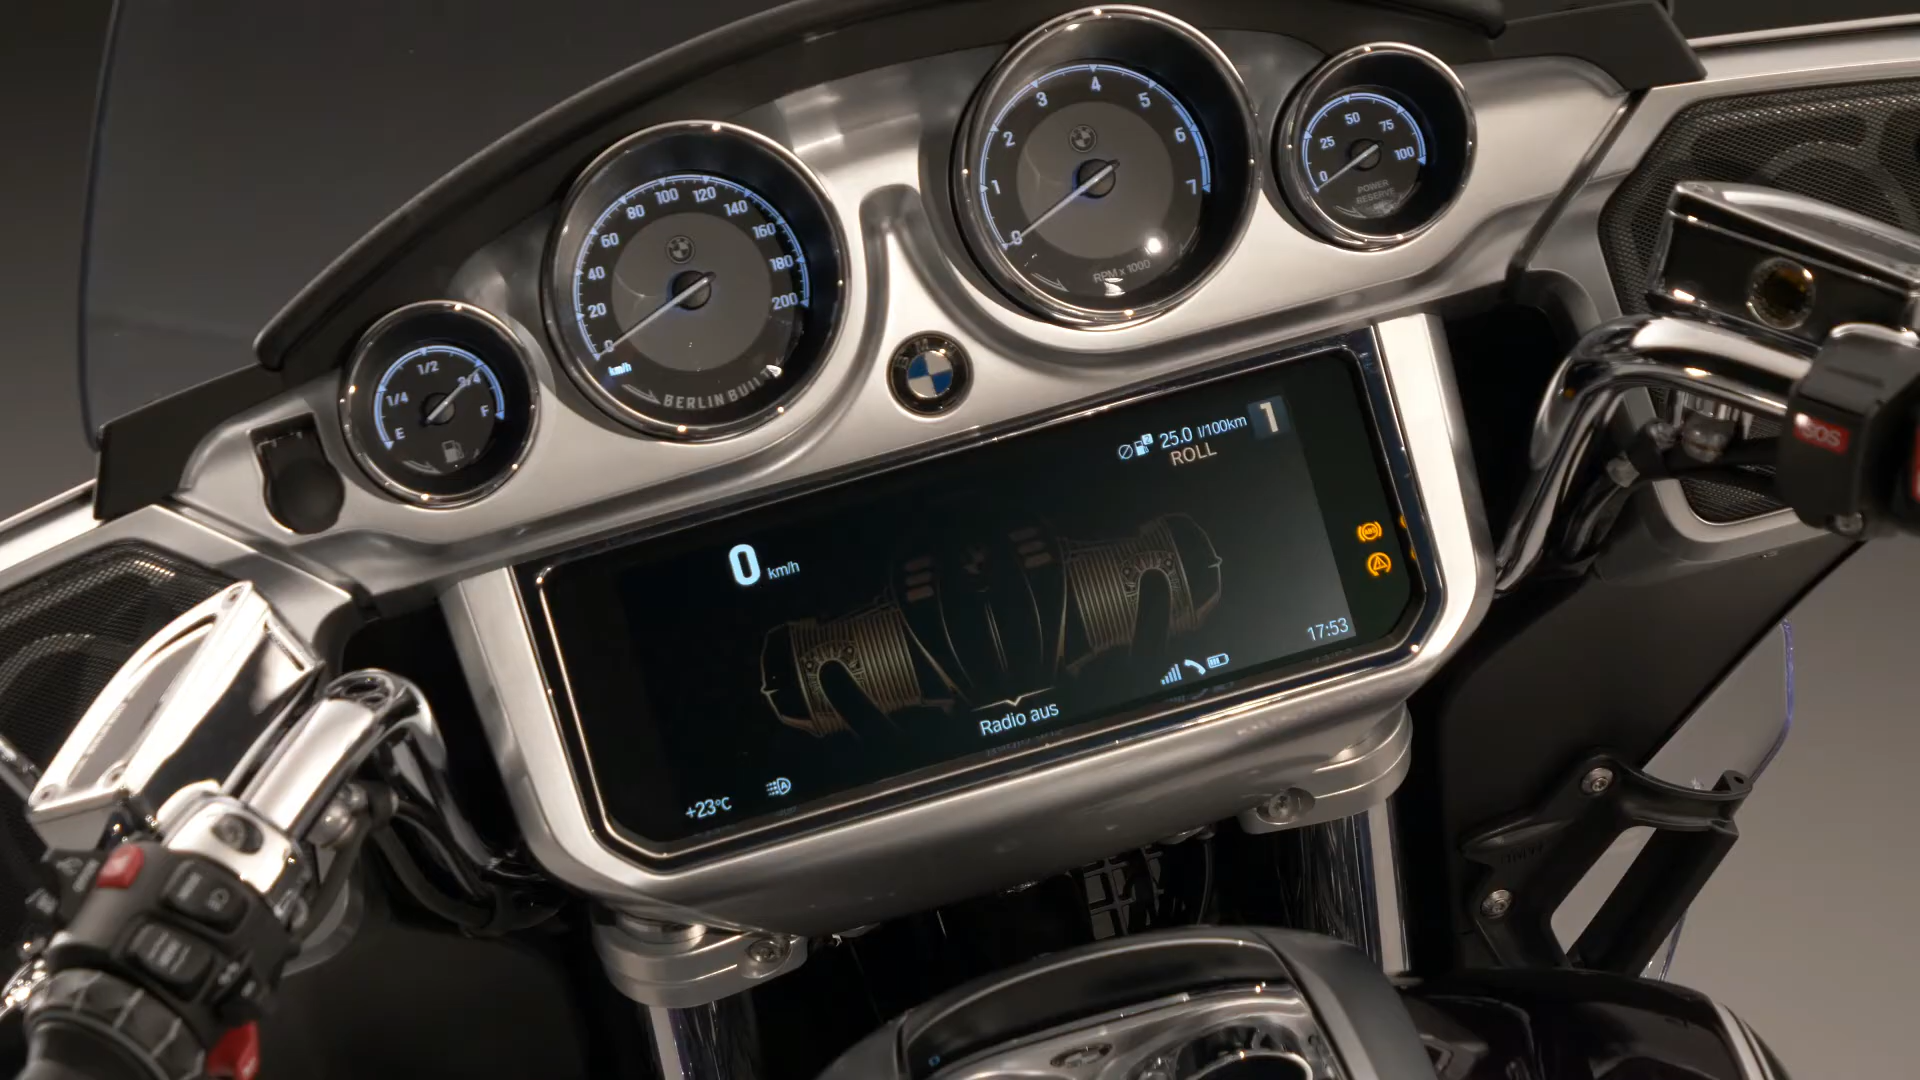 E
1/4
1/2
3/4
F
0
20
40
60
80
100
120
140
160
180
200
km/h
BERLIN BUILT
0
1
2
3
4
5
6
7
RPM x 1000
0
25
50
75
100
POWER
RESERVE
BMW
25.0 l/100km
1
ROLL
0 km/h
17:53
Radio aus
+23°C
SOS